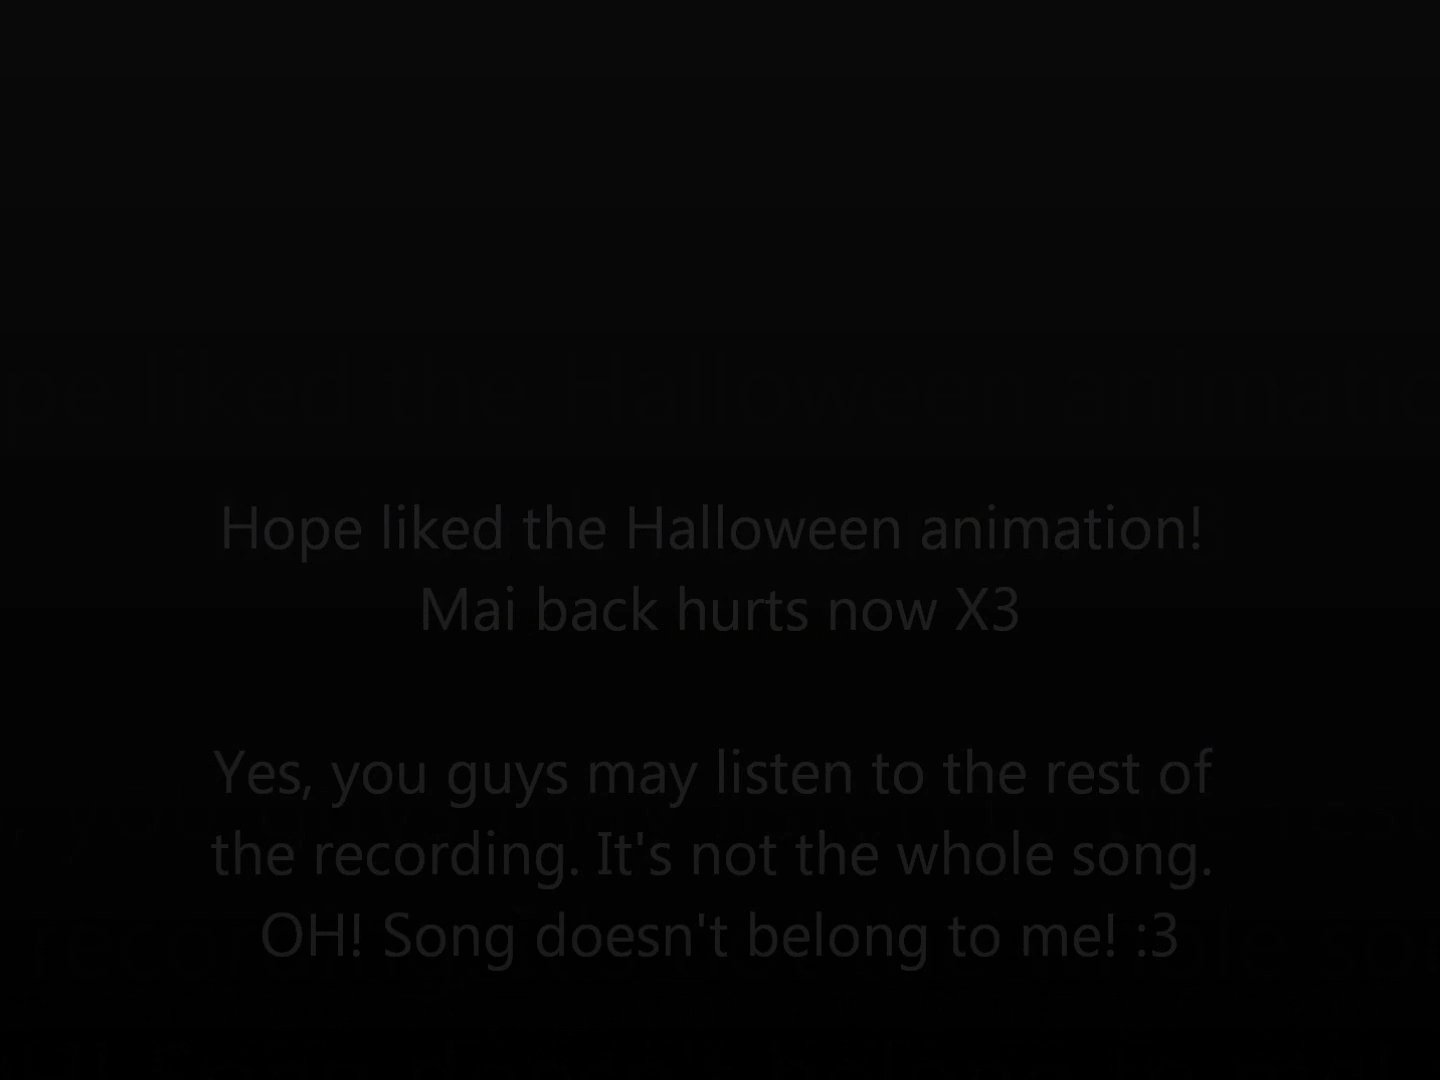 Hope liked the Halloween animation!
Mai back hurts now X3
Yes, you guys may listen to the rest of
the recording. It's not the whole song.
OH! Song doesn't belong to me! :3